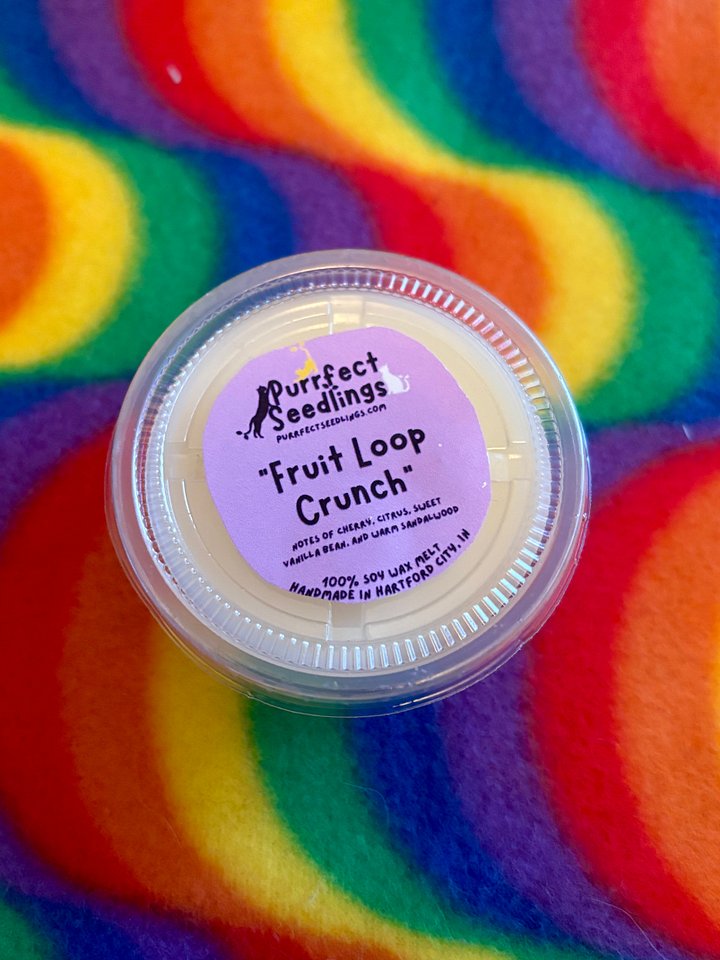 Purrfect
Seedlings
PURRFECTSEEDLINGS.COM
"Fruit Loop
Crunch"
NOTES OF CHERRY, CITRUS, SWEET
VANILLA BEAN, AND WARM SANDALWOOD
100% SOY WAX MELT
HANDMADE IN HARTFORD CITY, IN